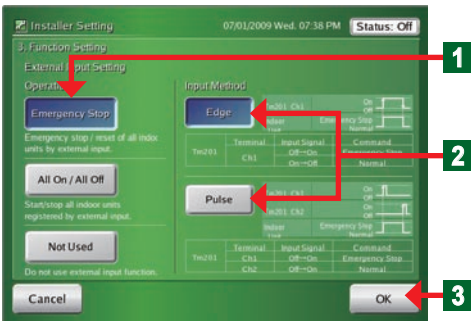 Installer Setting
07/01/2009 Wed. 07:38 PM
Status: Off
3. Function Setting
External Input Setting
Operation
Emergency Stop
Emergency stop / reset of all indor
units by external input.
All On / All Off
Start/stop all indoor units
registered by external input.
Not Used
Do not use external input function.
Input Method
Edge
Tm201 Ch1
On
Off
Indoor
Unit
Emergency Stop
Normal
Terminal Input Signal Command
Tm201 Ch1 Off→On Emergency Stop
On→Off Normal
Pulse
Tm201 Ch1
On
Off
Tm201 Ch2
On
Off
Indoor
Unit
Emergency Stop
Normal
Terminal Input Signal Command
Tm201 Ch1 Off→On Emergency Stop
Ch2 Off→On Normal
Cancel
OK
1
2
3